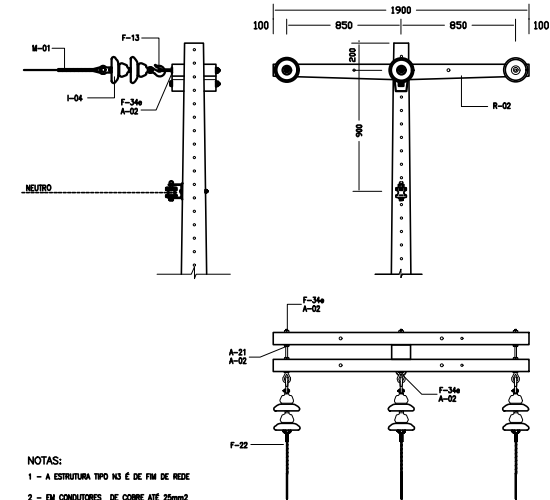 1900
100
850
850
100
F-13
M-01
200
I-04
F-34e
A-02
R-02
900
NEUTRO
F-34e
A-02
A-21
A-02
F-34e
A-02
F-22
NOTAS:
1 - A ESTRUTURA TIPO N3 É DE FIM DE REDE
2 - EM CONDUTORES DE COBRE ATÉ 25mm2